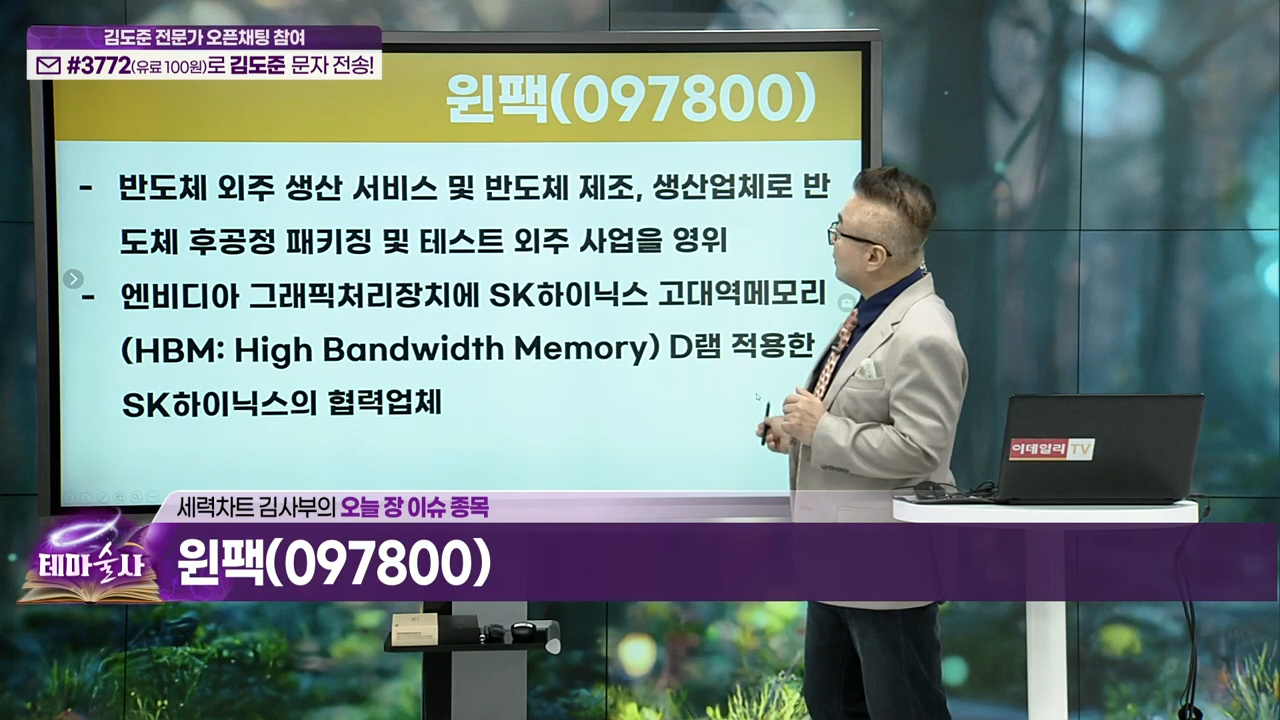 김도준 전문가 오픈채팅 참여
#3772(유료 100원)로 김도준 문자 전송!
윈팩(097800)
- 반도체 외주 생산 서비스 및 반도체 제조, 생산업체로 반
도체 후공정 패키징 및 테스트 외주 사업을 영위
- 엔비디아 그래픽처리장치에 SK하이닉스 고대역메모리
(HBM: High Bandwidth Memory) D램 적용한
SK하이닉스의 협력업체
이데일리 TV
세력차트 김사부의 오늘 장 이슈 종목
테마술사
윈팩(097800)